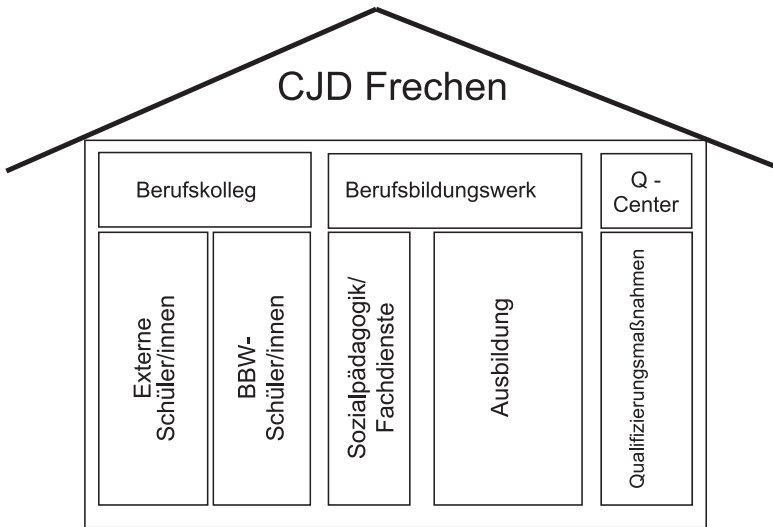 CJD Frechen
Berufskolleg
Berufsbildungswerk
Q -
Center
Externe
Schüler/innen
BBW-
Schüler/innen
Sozialpädagogik/
Fachdienste
Ausbildung
Qualifizierungsmaßnahmen